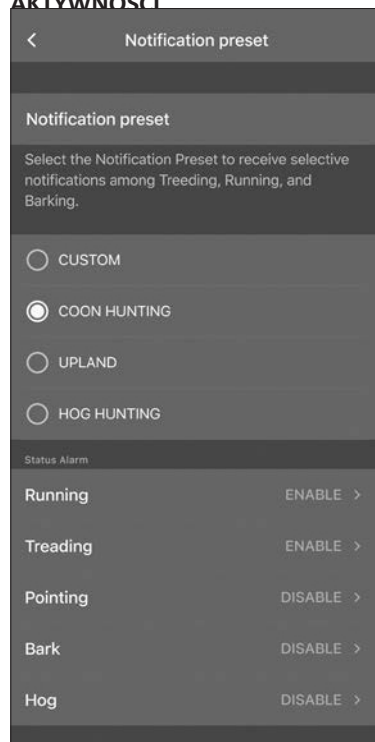 AKTYWNOŚCI
Notification preset
Notification preset
Select the Notification Preset to receive selective
notifications among Treeding, Running, and
Barking.
CUSTOM
COON HUNTING
UPLAND
HOG HUNTING
Status Alarm
Running ENABLE >
Treading ENABLE >
Pointing DISABLE >
Bark DISABLE >
Hog DISABLE >